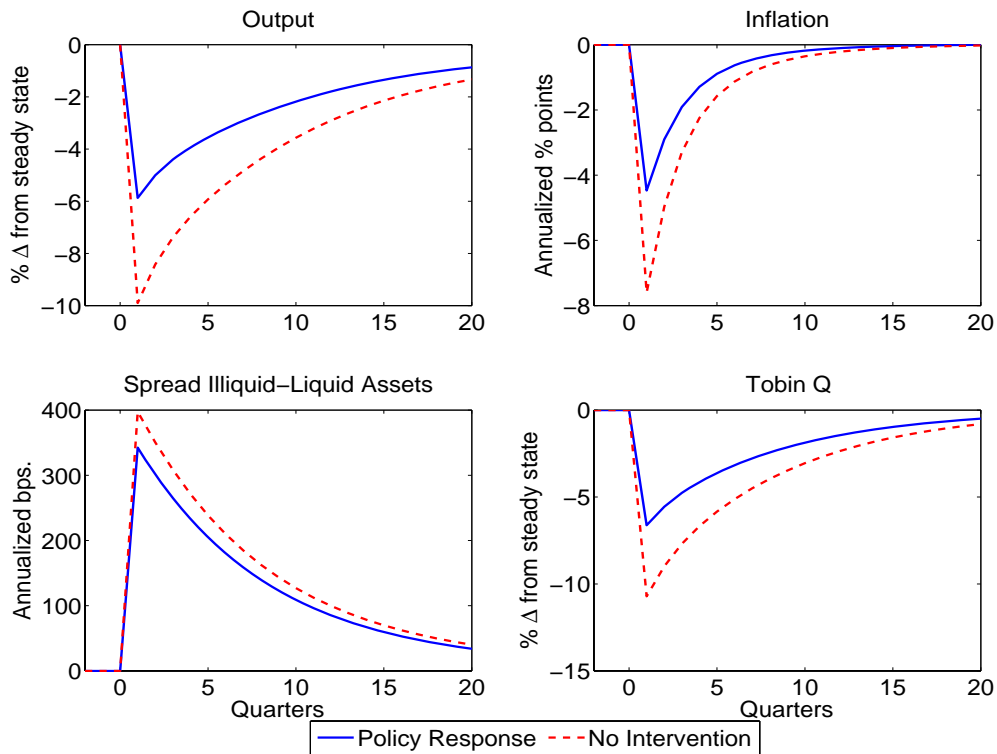 Output
% Δ from steady state
0
−2
−4
−6
−8
−10
0 5 10 15 20
Inflation
Annualized % points
0
−2
−4
−6
−8
0 5 10 15 20
Spread Illiquid−Liquid Assets
Annualized bps.
400
300
200
100
0
0 5 10 15 20
Quarters
Tobin Q
% Δ from steady state
0
−5
−10
−15
0 5 10 15 20
Quarters
Policy Response No Intervention